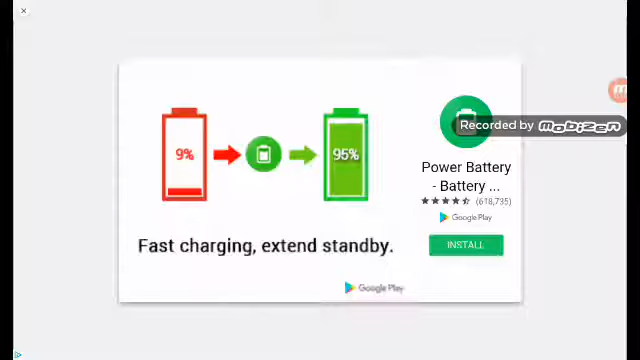 9%
95%
Recorded by MOBIZEN
Power Battery
- Battery ...
(618,735)
Google Play
INSTALL
Fast charging, extend standby.
Google Play